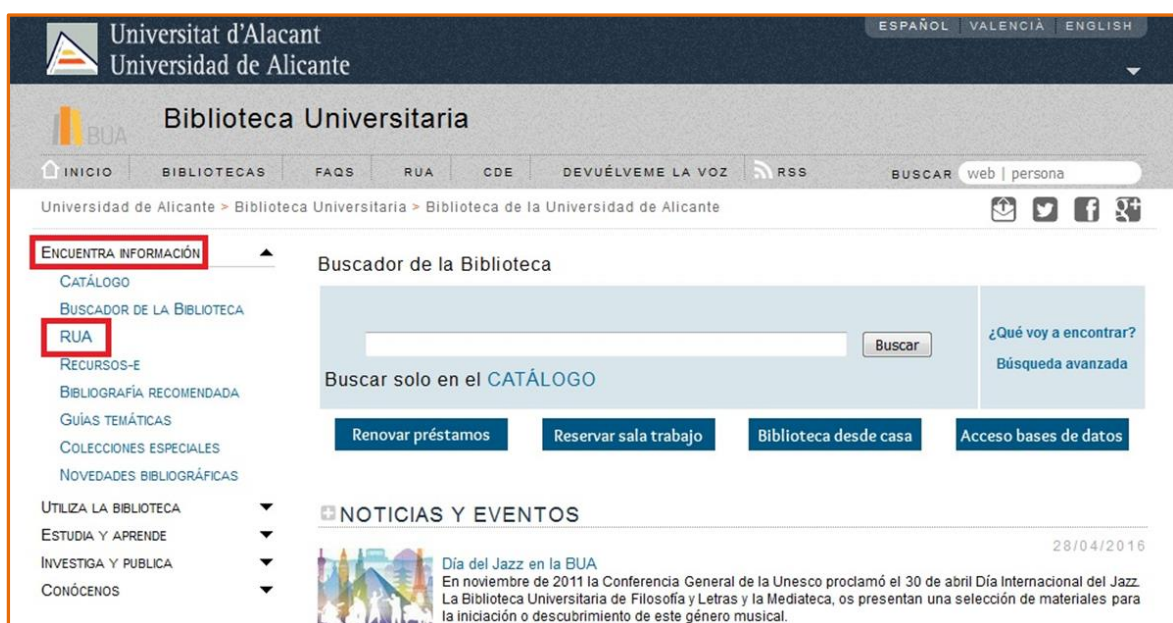 Universitat d'Alacant
Universidad de Alicante
ESPAÑOL VALENCIÀ ENGLISH
BUA
Biblioteca Universitaria
INICIO BIBLIOTECAS FAQS RUA CDE DEVUÉLVEME LA VOZ RSS BUSCAR web | persona
Universidad de Alicante > Biblioteca Universitaria > Biblioteca de la Universidad de Alicante
ENCUENTRA INFORMACIÓN
CATÁLOGO
BUSCADOR DE LA BIBLIOTECA
RUA
RECURSOS-E
BIBLIOGRAFÍA RECOMENDADA
GUÍAS TEMÁTICAS
COLECCIONES ESPECIALES
NOVEDADES BIBLIOGRÁFICAS
UTILIZA LA BIBLIOTECA
ESTUDIA Y APRENDE
INVESTIGA Y PUBLICA
CONÓCENOS
Buscador de la Biblioteca
Buscar
Buscar solo en el CATÁLOGO
¿Qué voy a encontrar?
Búsqueda avanzada
Renovar préstamos Reservar sala trabajo Biblioteca desde casa Acceso bases de datos
NOTICIAS Y EVENTOS
28/04/2016
Día del Jazz en la BUA
En noviembre de 2011 la Conferencia General de la Unesco proclamó el 30 de abril Día Internacional del Jazz.
La Biblioteca Universitaria de Filosofía y Letras y la Mediateca, os presentan una selección de materiales para
la iniciación o descubrimiento de este género musical.